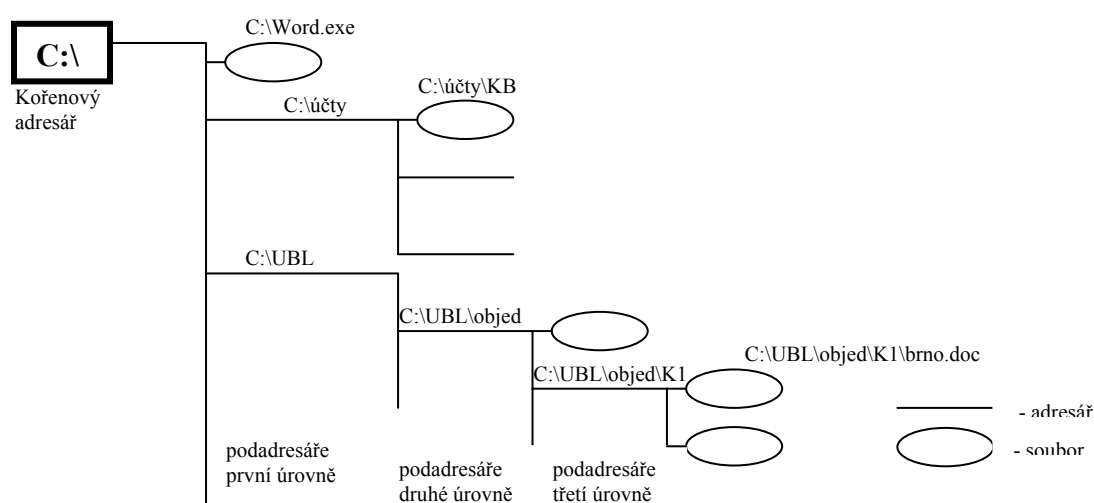 C:\Word.exe
C:\
Kořenový
adresář
C:\účty
C:\účty\KB
C:\UBL
C:\UBL\objed
C:\UBL\objed\K1
C:\UBL\objed\K1\brno.doc
- adresář
- soubor
podadresáře
první úrovně
podadresáře
druhé úrovně
podadresáře
třetí úrovně